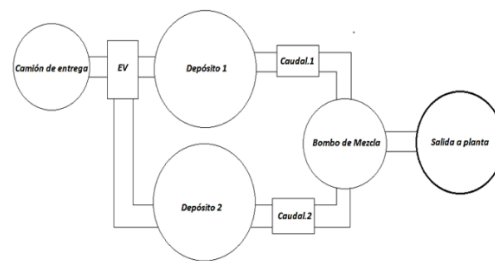 Camión de entrega
EV
Depósito 1
Caudal.1
Bombo de Mezcla
Salida a planta
Depósito 2
Caudal.2